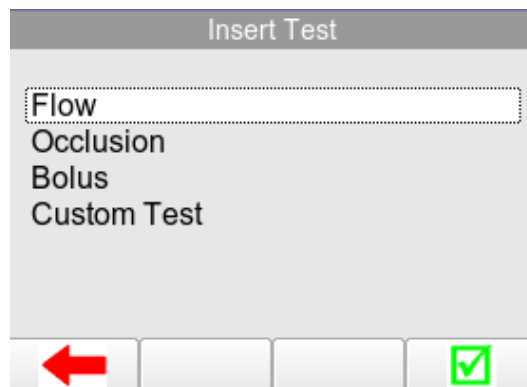 Insert Test
Flow
Occlusion
Bolus
Custom Test